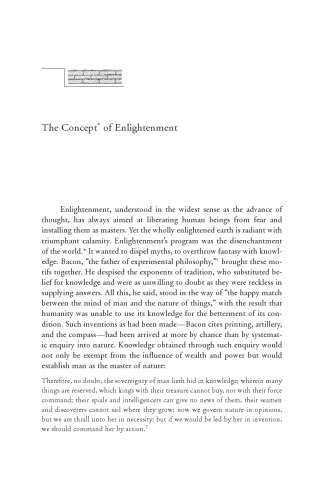 The Concept* of Enlightenment
Enlightenment, understood in the widest sense as the advance of
thought, has always aimed at liberating human beings from fear and
installing them as masters. Yet the wholly enlightened earth is radiant with
triumphant calamity. Enlightenment's program was the disenchantment
of the world.* It wanted to dispel myths, to overthrow fantasy with knowl-
edge. Bacon, "the father of experimental philosophy,"¹ brought these mo-
tifs together. He despised the exponents of tradition, who substituted be-
lief for knowledge and were as unwilling to doubt as they were reckless in
supplying answers. All this, he said, stood in the way of "the happy match
between the mind of man and the nature of things," with the result that
humanity was unable to use its knowledge for the betterment of its con-
dition. Such inventions as had been made—Bacon cites printing, artillery,
and the compass—had been arrived at more by chance than by systemat-
ic enquiry into nature. Knowledge obtained through such enquiry would
not only be exempt from the influence of wealth and power but would
establish man as the master of nature:
Therefore, no doubt, the sovereignty of man lieth hid in knowledge; wherein many
things are reserved, which kings with their treasure cannot buy, nor with their force
command; their spials and intelligencers can give no news of them, their seamen
and discoverers cannot sail where they grow: now we govern nature in opinions,
but we are thrall unto her in necessity: but if we would be led by her in invention,
we should command her by action.²